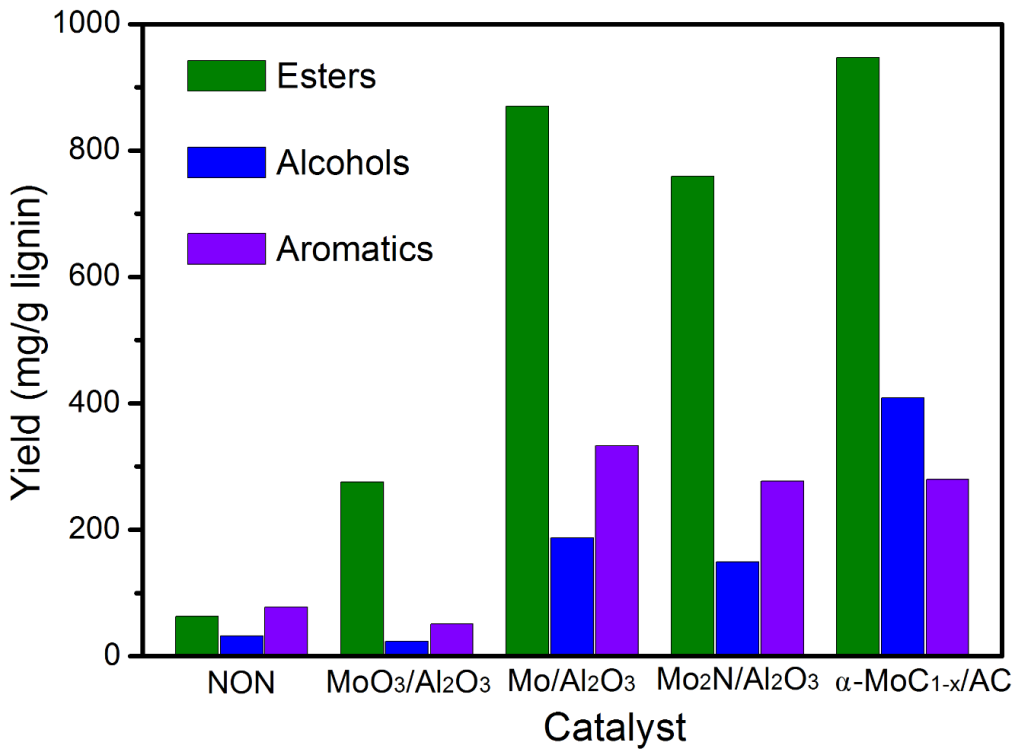 1000
800
600
400
200
0
Yield (mg/g lignin)
Esters
Alcohols
Aromatics
NON MoO₃/Al₂O₃ Mo/Al₂O₃ Mo₂N/Al₂O₃ α-MoC₁₋ₓ/AC
Catalyst